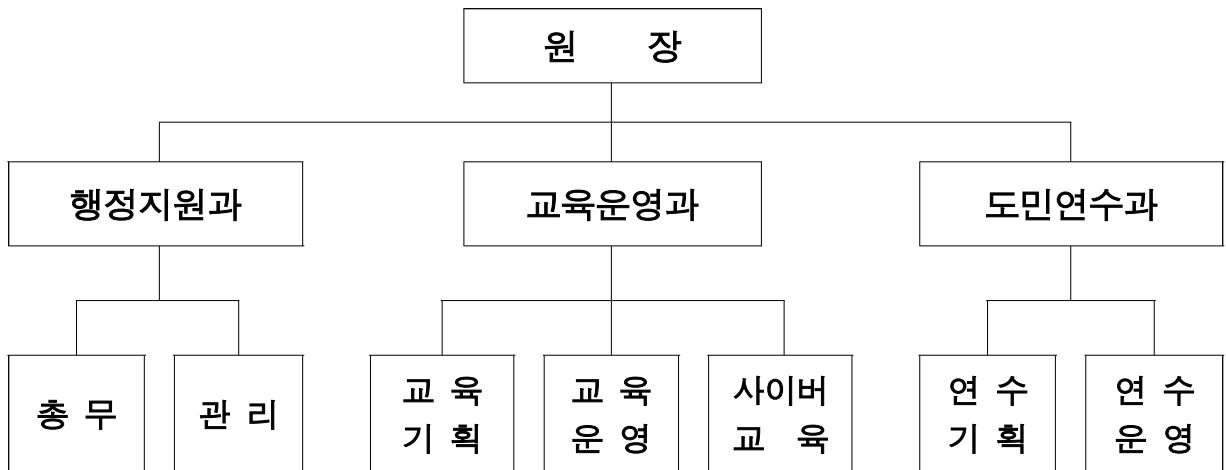 원 장
행정지원과 교육운영과 도민연수과
총 무
관 리
교 육
기 획
교 육
운 영
사이버
교 육
연 수
기 획
연 수
운 영